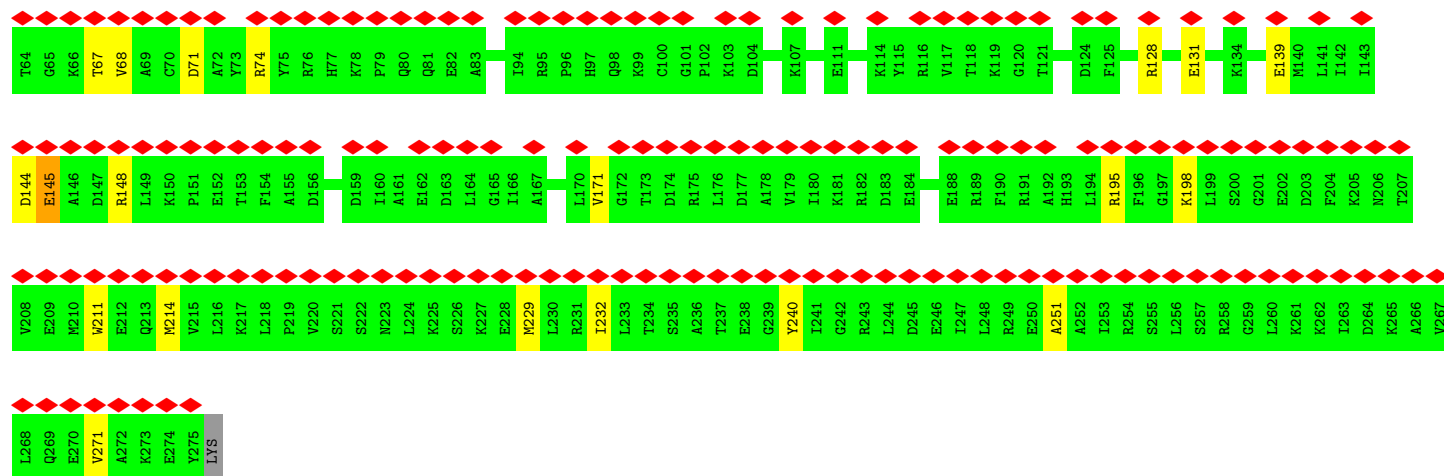 T64 G65 K66 T67 V68 A69 C70 D71 A72 Y73 R74 Y75 R76 H77 K78 P79 Q80 Q81 E82 A83 I94 R95 P96 H97 Q98 K99 C100 G101 P102 K103 D104 K107 E111 K114 Y115 R116 V117 T118 K119 G120 T121 D124 F125 R128 E131 K134 E139 M140 L141 I142 I143
D144 E145 A146 D147 R148 L149 K150 P151 E152 T153 F154 A155 D156 D159 I160 A161 E162 D163 L164 G165 I166 A167 L170 V171 G172 T173 D174 R175 L176 D177 A178 V179 I180 K181 R182 D183 E184 E188 R189 F190 R191 A192 H193 L194 R195 F196 G197 K198 L199 S200 G201 E202 D203 F204 K205 N206 T207
V208 E209 M210 W211 E212 Q213 M214 V215 L216 K217 L218 P219 V220 S221 S222 N223 L224 K225 S226 K227 E228 M229 L230 R231 I232 L233 T234 S235 A236 T237 E238 G239 Y240 I241 G242 R243 L244 D245 E246 I247 L248 R249 E250 A251 A252 I253 R254 S255 L256 S257 R258 G259 L260 K261 K262 I263 D264 K265 A266 V267
L268 Q269 E270 V271 A272 K273 E274 Y275 LYS